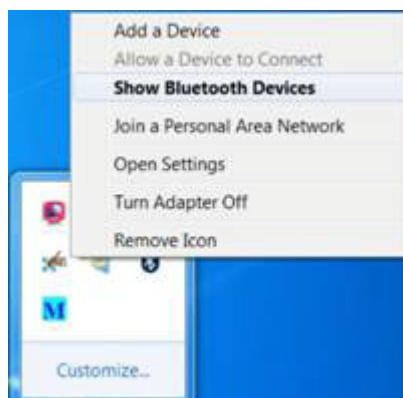 Add a Device
Allow a Device to Connect
Show Bluetooth Devices
Join a Personal Area Network
Open Settings
Turn Adapter Off
Remove Icon
M
Customize...